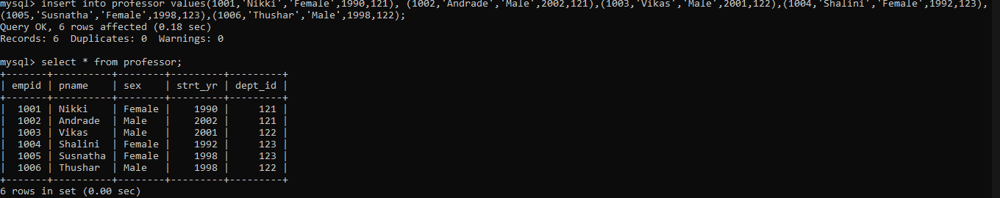 mysql> insert into professor values(1001,'Nikki','Female',1990,121), (1002,'Andrade','Male',2002,121),(1003,'Vikas','Male',2001,122),(1004,'Shalini','Female',1992,123),
(1005,'Susnatha','Female',1998,123),(1006,'Thushar','Male',1998,122);
Query OK, 6 rows affected (0.18 sec)
Records: 6  Duplicates: 0  Warnings: 0

mysql> select * from professor;
+-------+----------+--------+---------+---------+
| empid | pname    | sex    | strt_yr | dept_id |
+-------+----------+--------+---------+---------+
|  1001 | Nikki    | Female |    1990 |     121 |
|  1002 | Andrade  | Male   |    2002 |     121 |
|  1003 | Vikas    | Male   |    2001 |     122 |
|  1004 | Shalini  | Female |    1992 |     123 |
|  1005 | Susnatha | Female |    1998 |     123 |
|  1006 | Thushar  | Male   |    1998 |     122 |
+-------+----------+--------+---------+---------+
6 rows in set (0.00 sec)